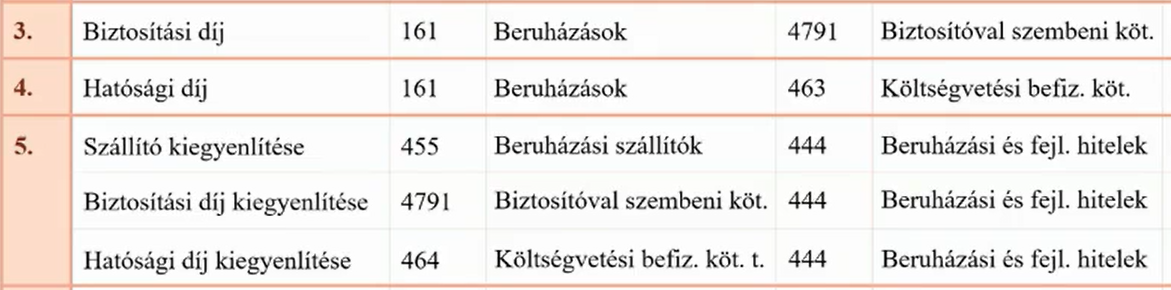 3. Biztosítási díj 161 Beruházások 4791 Biztosítóval szembeni köt.
4. Hatósági díj 161 Beruházások 463 Költségvetési befiz. köt.
5. Szállító kiegyenlítése 455 Beruházási szállítók 444 Beruházási és fejl. hitelek
Biztosítási díj kiegyenlítése 4791 Biztosítóval szembeni köt. 444 Beruházási és fejl. hitelek
Hatósági díj kiegyenlítése 464 Költségvetési befiz. köt. t. 444 Beruházási és fejl. hitelek